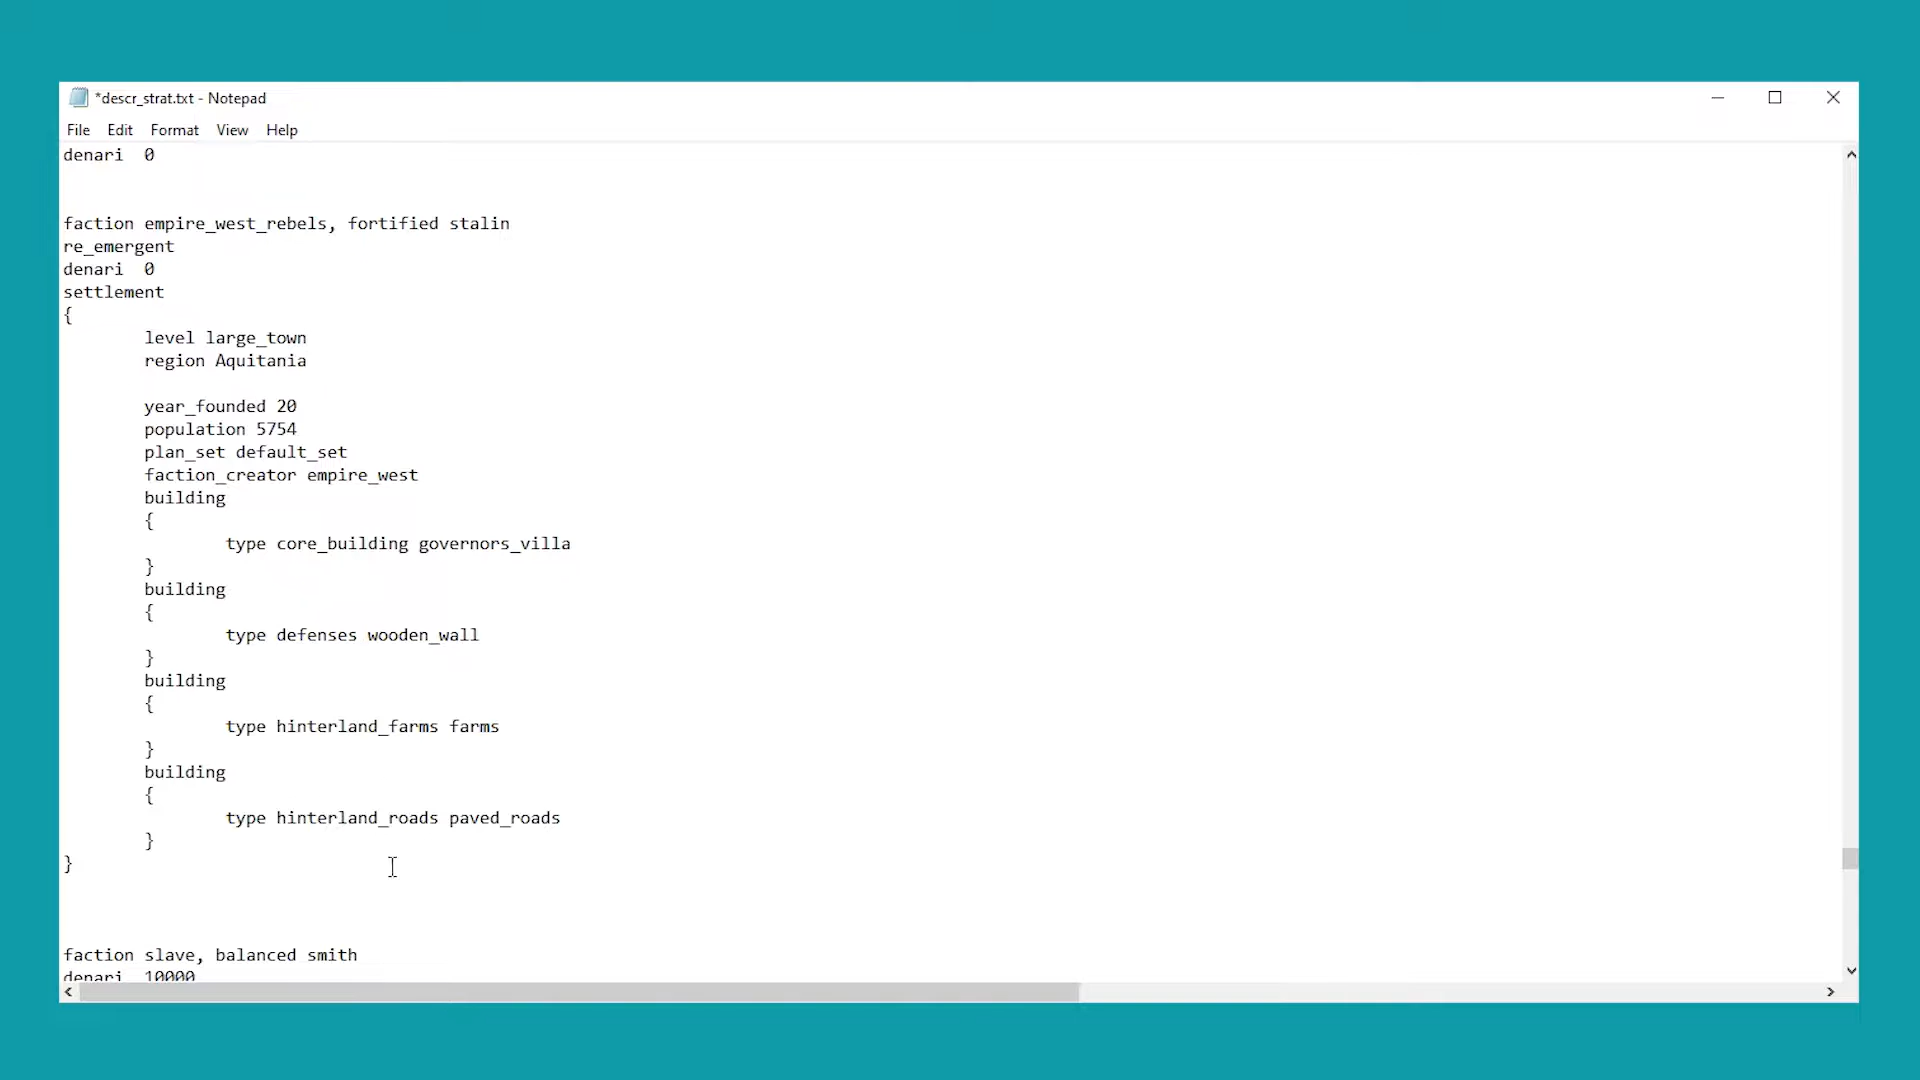 *descr_strat.txt - Notepad
File Edit Format View Help
denari  0
faction empire_west_rebels, fortified stalin
re_emergent
denari  0
settlement
{
level large_town
region Aquitania
year_founded 20
population 5754
plan_set default_set
faction_creator empire_west
building
{
type core_building governors_villa
}
building
{
type defenses wooden_wall
}
building
{
type hinterland_farms farms
}
building
{
type hinterland_roads paved_roads
}
}
faction slave, balanced smith
denari  10000